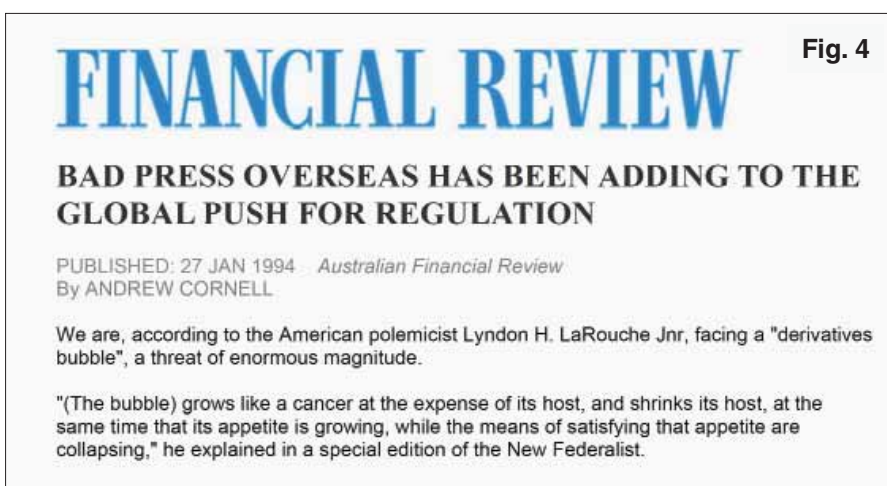 Fig. 4
FINANCIAL REVIEW
BAD PRESS OVERSEAS HAS BEEN ADDING TO THE
GLOBAL PUSH FOR REGULATION
PUBLISHED: 27 JAN 1994 Australian Financial Review
By ANDREW CORNELL
We are, according to the American polemicist Lyndon H. LaRouche Jnr, facing a "derivatives
bubble", a threat of enormous magnitude.
"(The bubble) grows like a cancer at the expense of its host, and shrinks its host, at the
same time that its appetite is growing, while the means of satisfying that appetite are
collapsing," he explained in a special edition of the New Federalist.